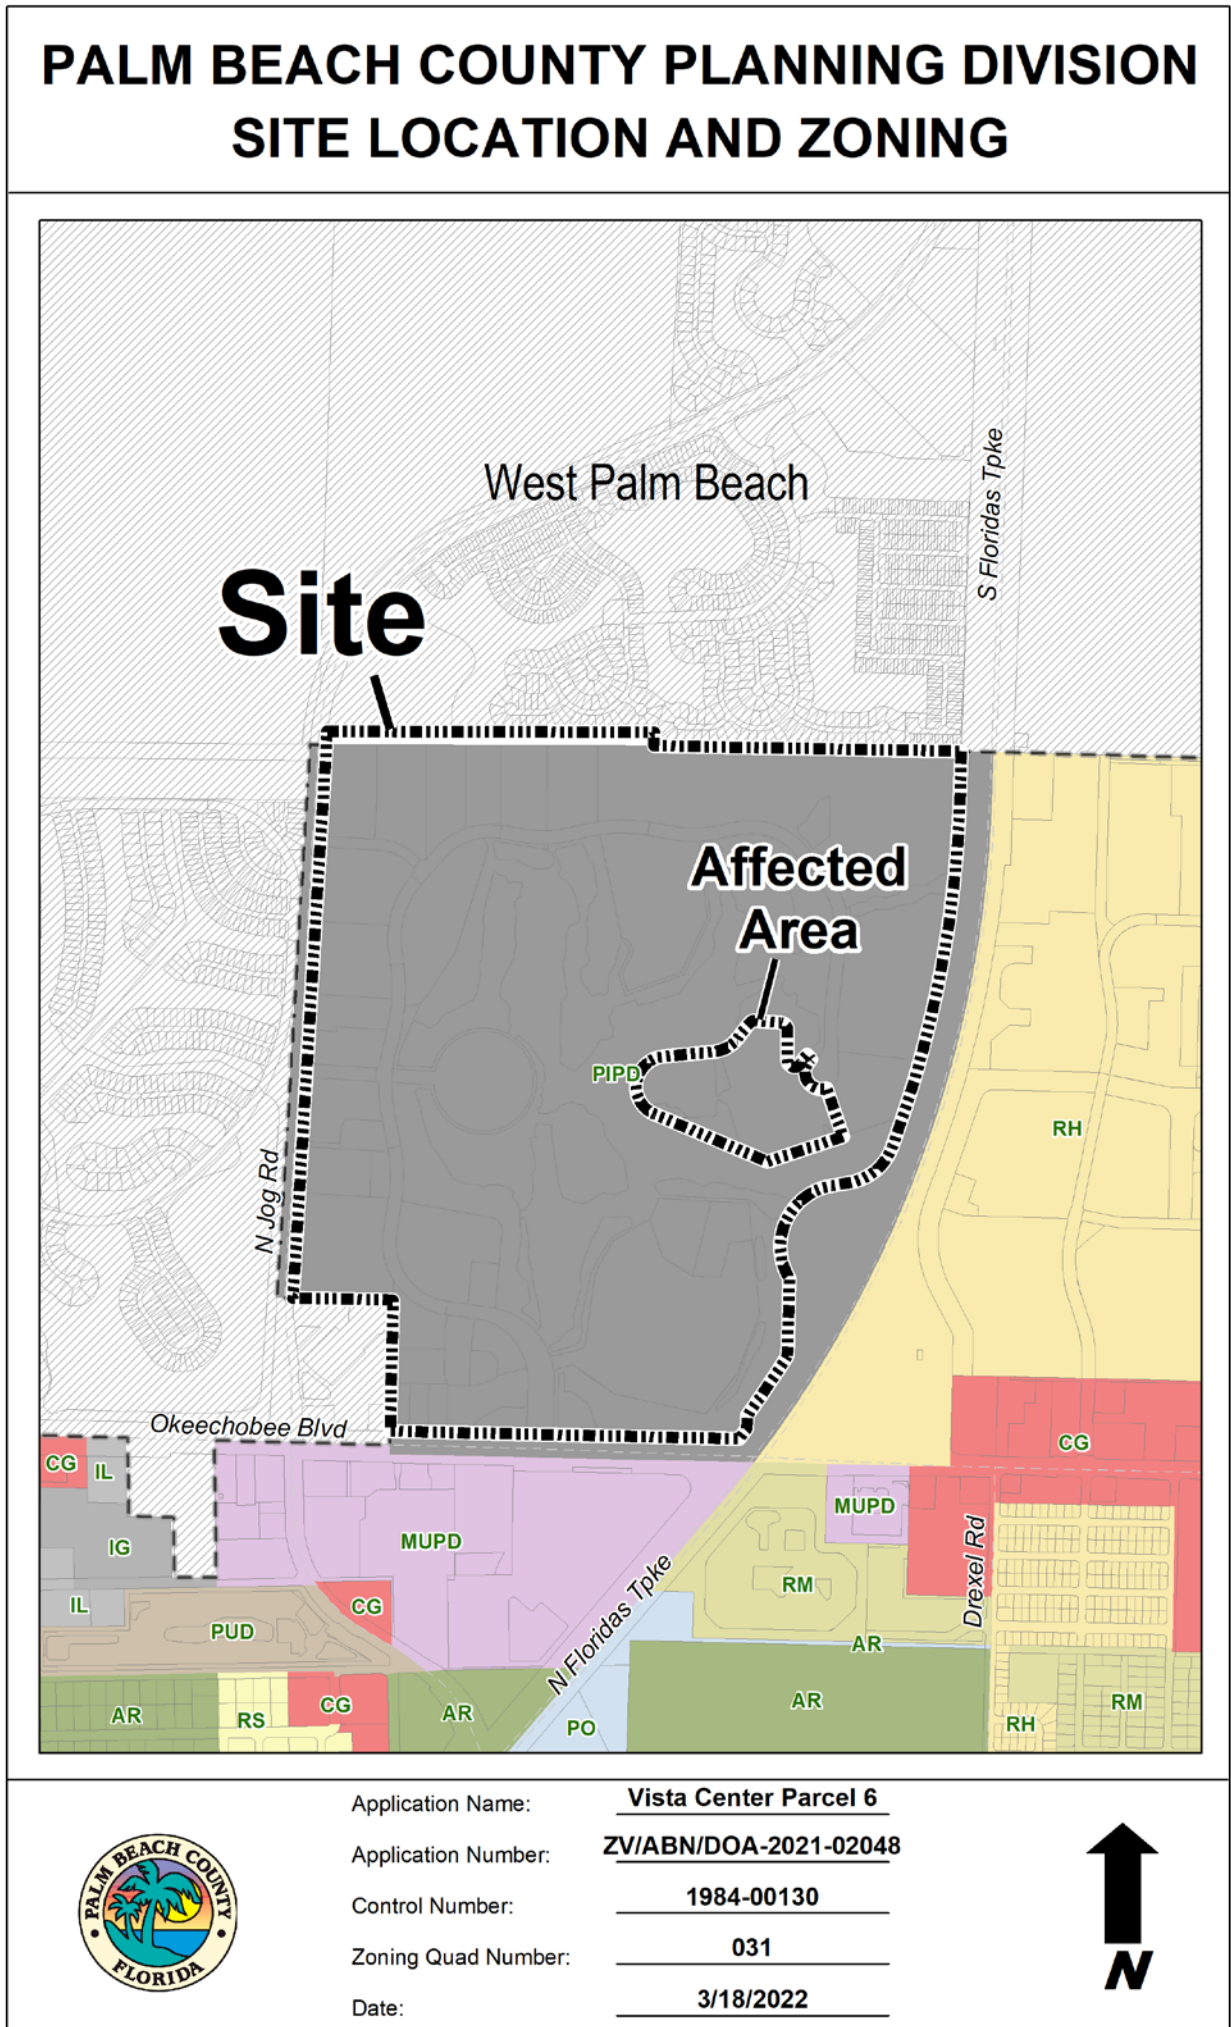 PALM BEACH COUNTY PLANNING DIVISION
SITE LOCATION AND ZONING
West Palm Beach
S Floridas Tpke
Site
Affected
Area
PIPD
RH
N Jog Rd
Okeechobee Blvd
CG
CG
IL
MUPD
IG
MUPD
Drexel Rd
RM
IL
CG
N Floridas Tpke
PUD
AR
AR
RS
CG
AR
PO
AR
RH
RM
Application Name: Vista Center Parcel 6
Application Number: ZV/ABN/DOA-2021-02048
Control Number: 1984-00130
Zoning Quad Number: 031
Date: 3/18/2022
PALM BEACH COUNTY
FLORIDA
N